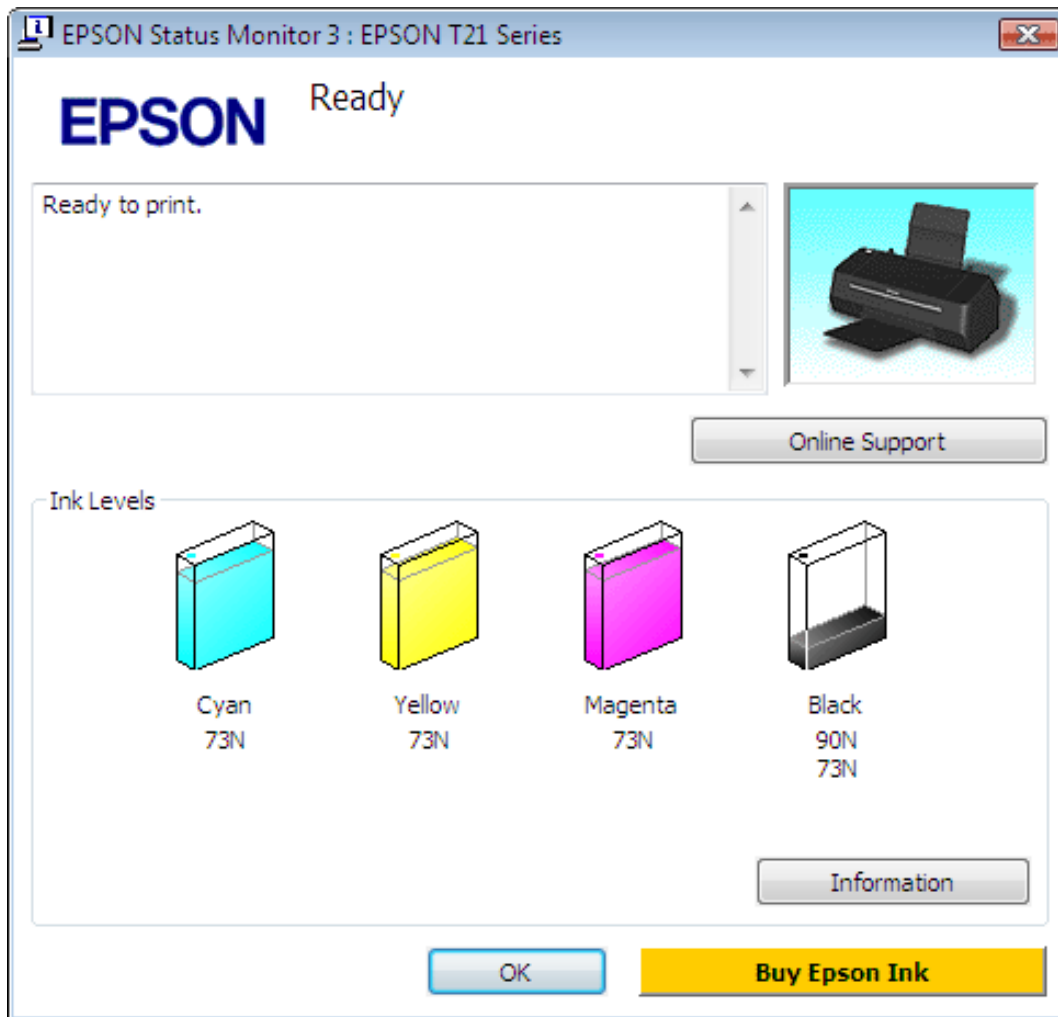 EPSON Status Monitor 3 : EPSON T21 Series
EPSON
Ready
Ready to print.
Online Support
Ink Levels
Cyan
73N
Yellow
73N
Magenta
73N
Black
90N
73N
Information
OK
Buy Epson Ink